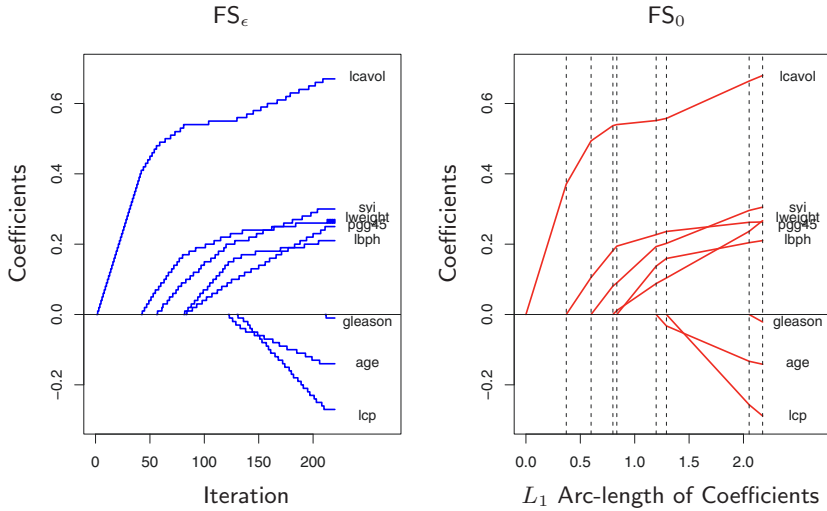 FSϵ
Coefficients
0.6
0.4
0.2
0.0
−0.2
lcavol
svi
lweight
pgg45
lbph
gleason
age
lcp
0 50 100 150 200
Iteration
FS0
Coefficients
0.6
0.4
0.2
0.0
−0.2
lcavol
svi
lweight
pgg45
lbph
gleason
age
lcp
0.0 0.5 1.0 1.5 2.0
L1 Arc-length of Coefficients